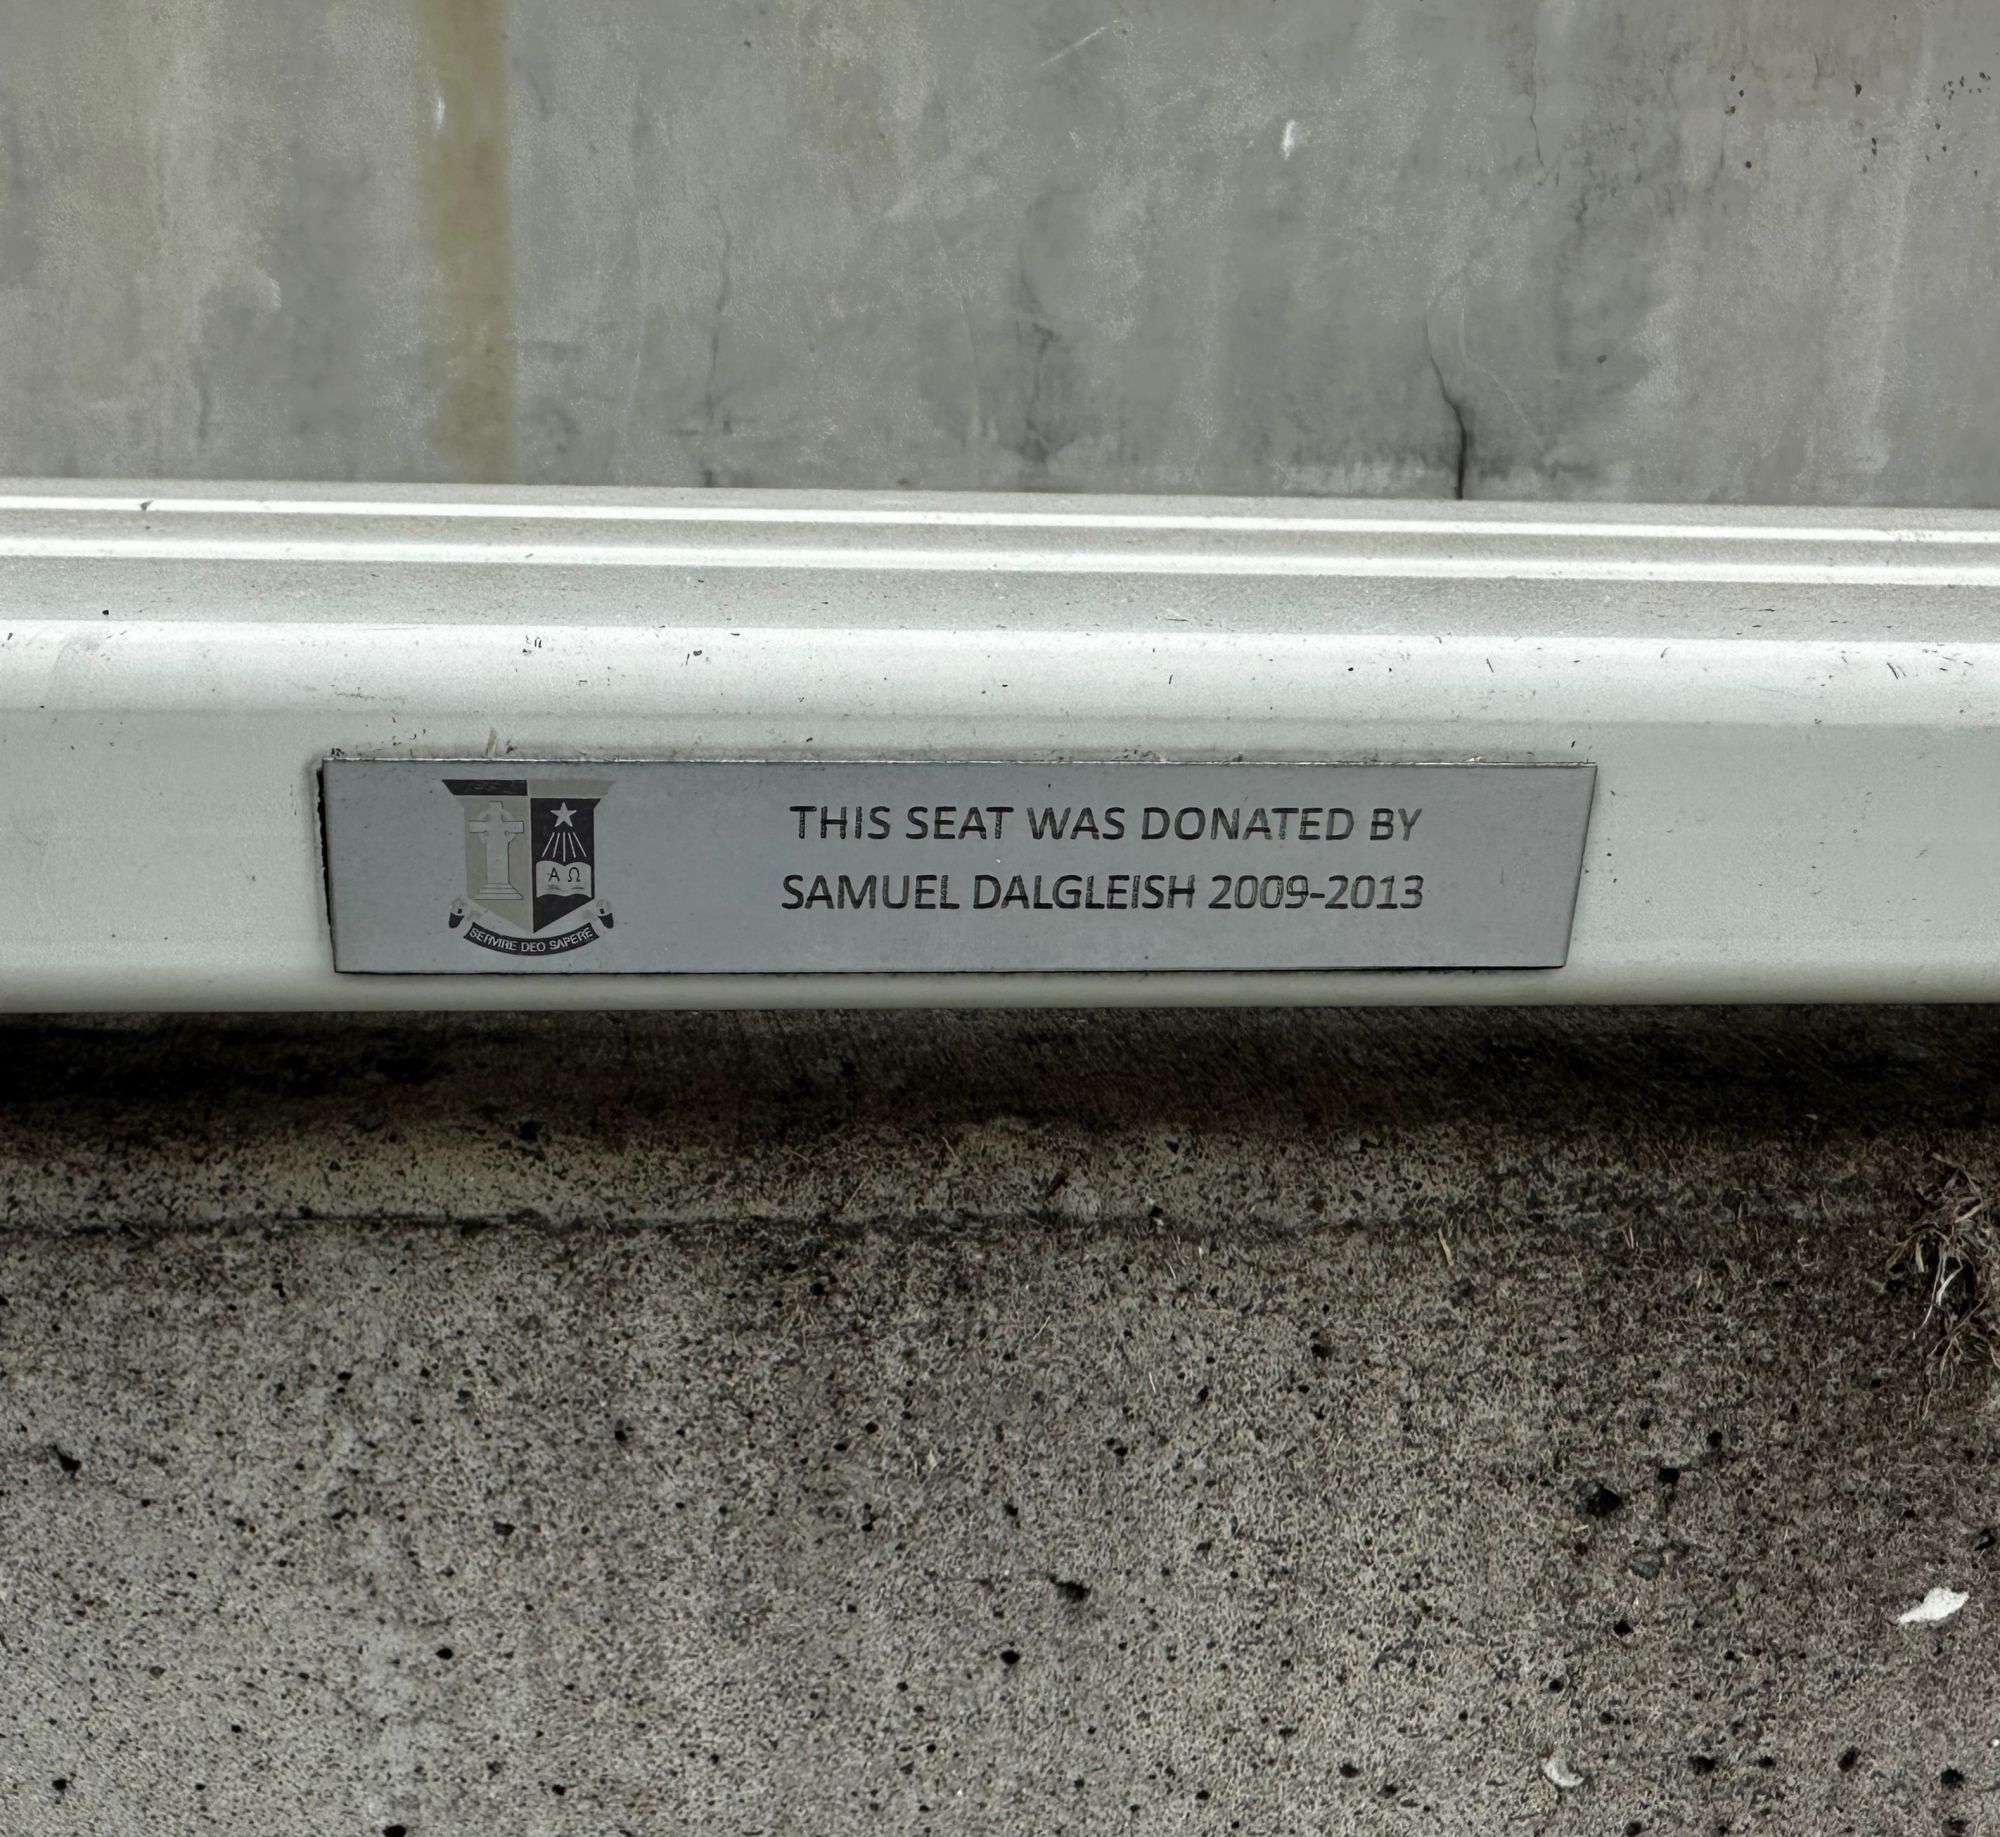 THIS SEAT WAS DONATED BY
SAMUEL DALGLEISH 2009-2013
Α Ω
SERVIRE DEO SAPERE